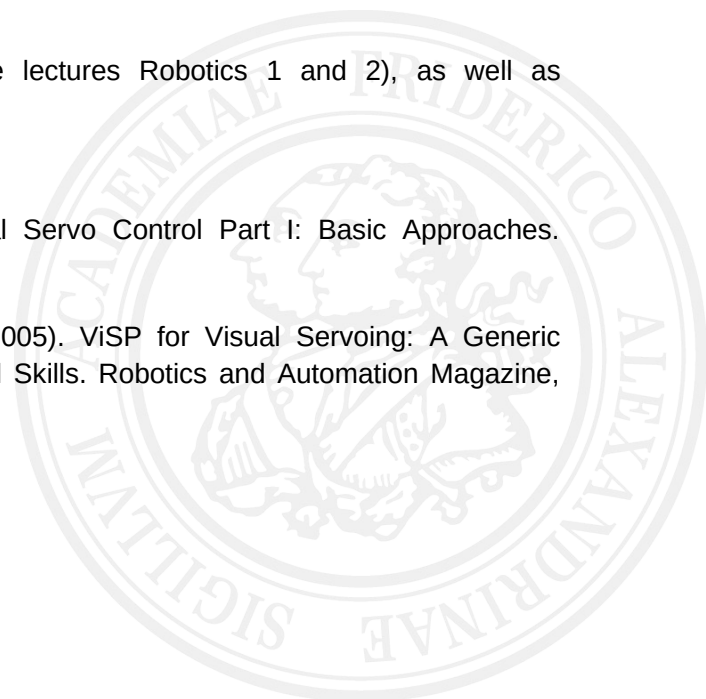 e lectures Robotics 1 and 2), as well as
l Servo Control Part I: Basic Approaches.
005). ViSP for Visual Servoing: A Generic
l Skills. Robotics and Automation Magazine,
ACADEMIAE FRIDERICO ALEXANDRINAE SIGILLVM